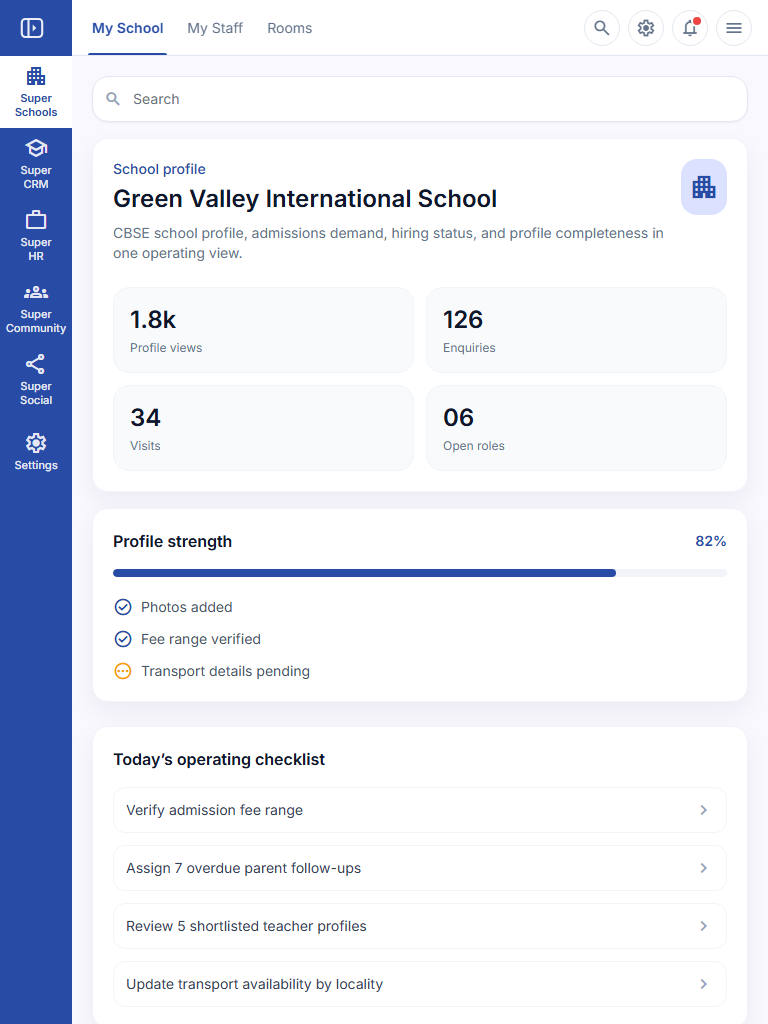 My School
My Staff
Rooms
Super
Schools
Super
CRM
Super
HR
Super
Community
Super
Social
Settings
Search
School profile
Green Valley International School
CBSE school profile, admissions demand, hiring status, and profile completeness in
one operating view.
1.8k
Profile views
126
Enquiries
34
Visits
06
Open roles
Profile strength
82%
Photos added
Fee range verified
Transport details pending
Today’s operating checklist
Verify admission fee range
Assign 7 overdue parent follow-ups
Review 5 shortlisted teacher profiles
Update transport availability by locality